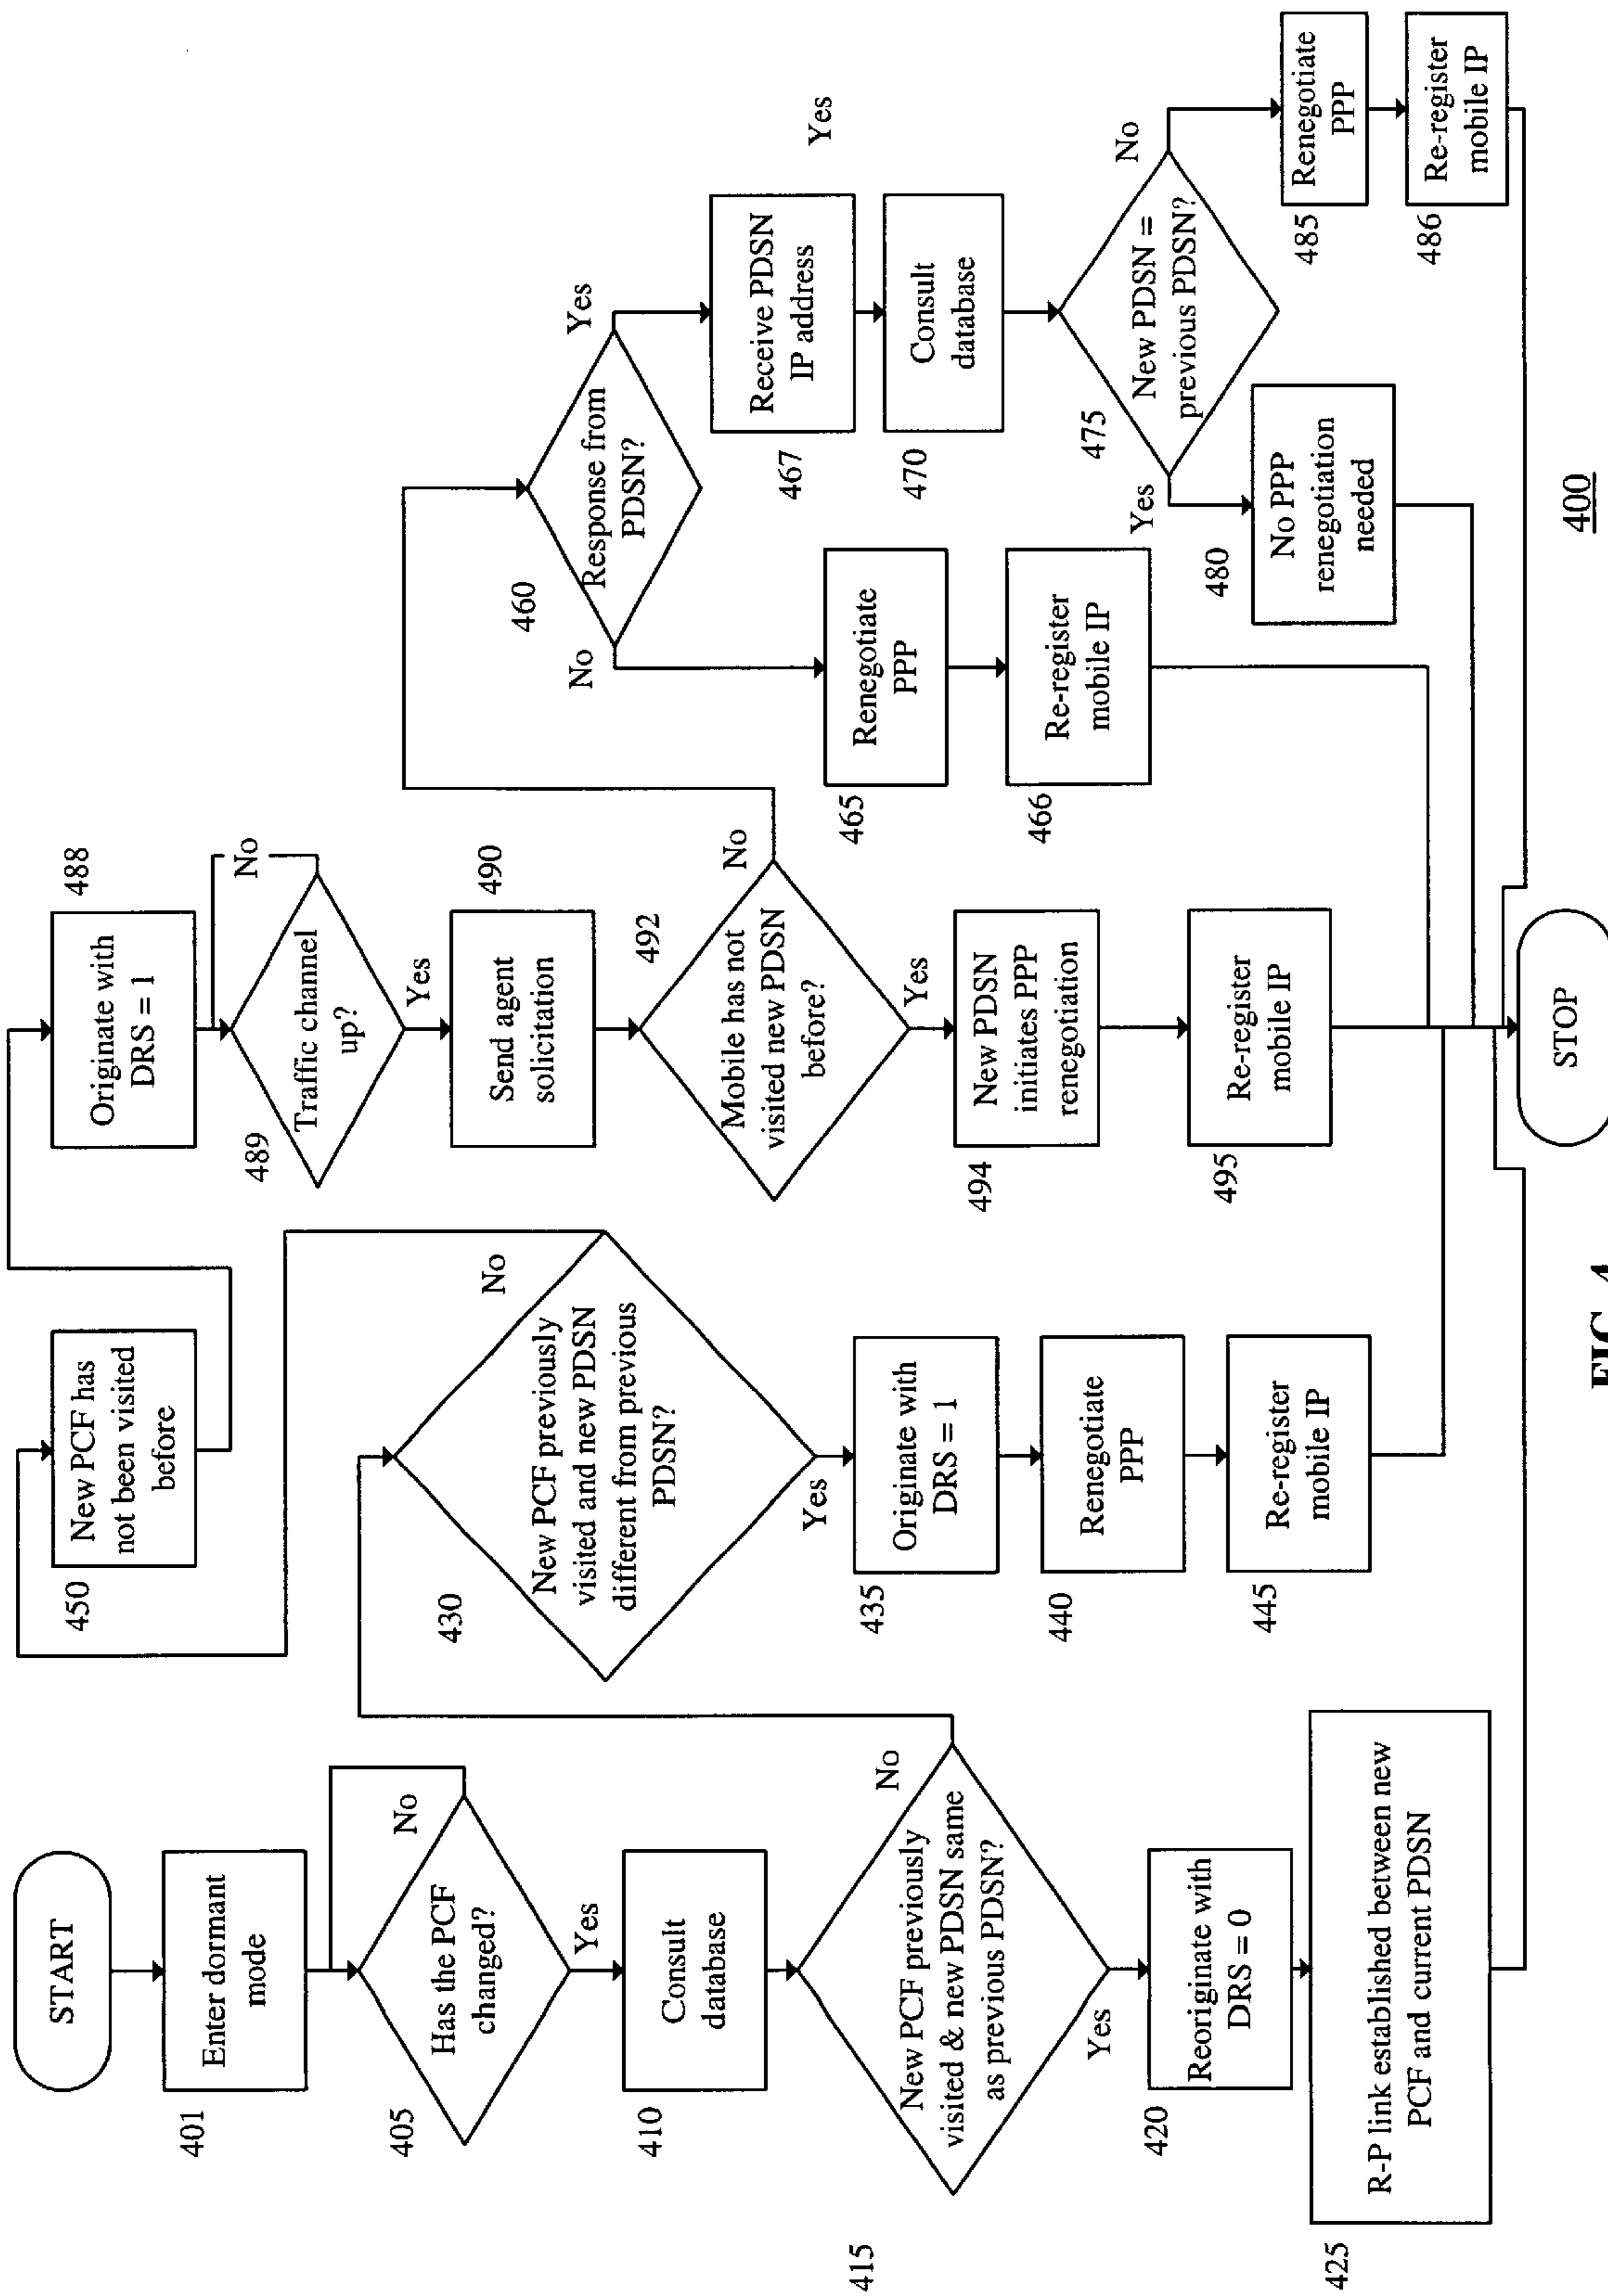 START
401
Enter dormant
mode
405
Has the PCF
changed?
No
Yes
410
Consult
database
415
New PCF previously
visited & new PDSN same
as previous PDSN?
No
Yes
420
Reoriginate with
DRS = 0
425
R-P link established between new
PCF and current PDSN
450
New PCF has
not been visited
before
430
New PCF previously
visited and new PDSN
different from previous
PDSN?
No
Yes
435
Originate with
DRS = 1
440
Renegotiate
PPP
445
Re-register
mobile IP
488
Originate with
DRS = 1
489
Traffic channel
up?
No
Yes
490
Send agent
solicitation
492
Mobile has not
visited new PDSN
before?
No
Yes
494
New PDSN
initiates PPP
renegotiation
495
Re-register
mobile IP
STOP
460
Response from
PDSN?
No
Yes
465
Renegotiate
PPP
466
Re-register
mobile IP
467
Receive PDSN
IP address
Yes
470
Consult
database
475
New PDSN =
previous PDSN?
Yes
No
480
No PPP
renegotiation
needed
485
Renegotiate
PPP
486
Re-register
mobile IP
400